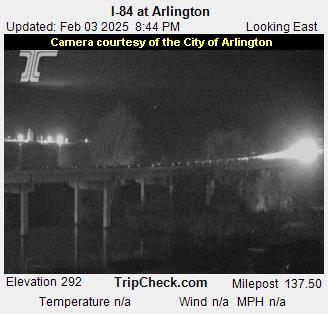 I-84 at Arlington
Updated: Feb 03 2025 8:44 PM Looking East
Camera courtesy of the City of Arlington
Elevation 292 TripCheck.com Milepost 137.50
Temperature n/a Wind n/a MPH n/a